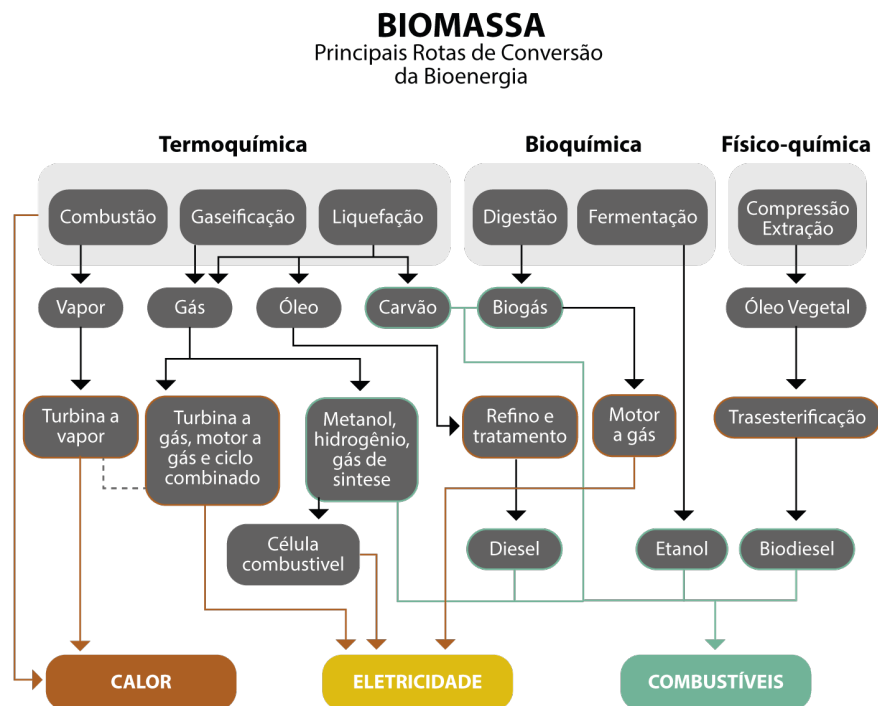 BIOMASSA
Principais Rotas de Conversão
da Bioenergia
Termoquímica
Bioquímica
Físico-química
Combustão
Gaseificação
Liquefação
Digestão
Fermentação
Compressão
Extração
Vapor
Gás
Óleo
Carvão
Biogás
Óleo Vegetal
Turbina a
vapor
Turbina a
gás, motor a
gás e ciclo
combinado
Metanol,
hidrogênio,
gás de
sintese
Refino e
tratamento
Motor
a gás
Trasesterificação
Célula
combustivel
Diesel
Etanol
Biodiesel
CALOR
ELETRICIDADE
COMBUSTÍVEIS